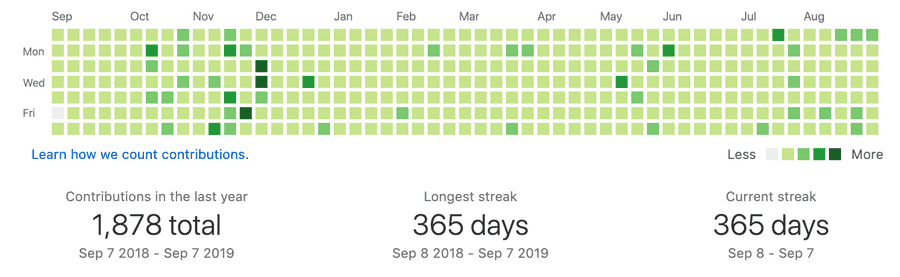 Sep Oct Nov Dec Jan Feb Mar Apr May Jun Jul Aug
Mon
Wed
Fri
Learn how we count contributions. Less More
Contributions in the last year Longest streak Current streak
1,878 total 365 days 365 days
Sep 7 2018 - Sep 7 2019 Sep 8 2018 - Sep 7 2019 Sep 8 - Sep 7